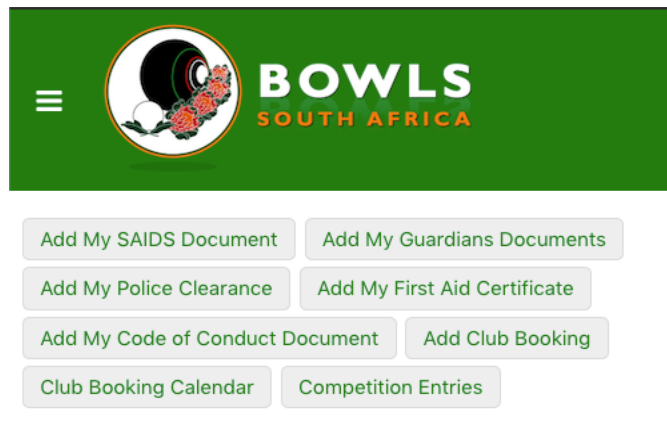 BOWLS
SOUTH AFRICA
Add My SAIDS Document
Add My Guardians Documents
Add My Police Clearance
Add My First Aid Certificate
Add My Code of Conduct Document
Add Club Booking
Club Booking Calendar
Competition Entries